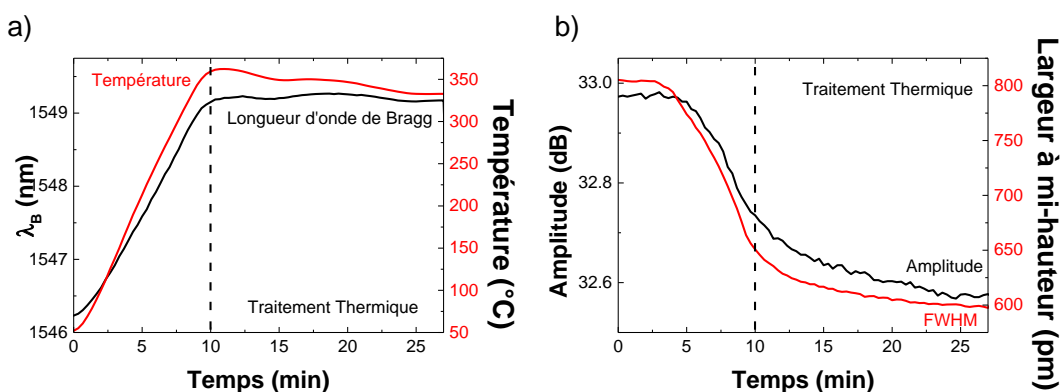 a)
Température
Longueur d'onde de Bragg
Traitement Thermique
λB (nm)
1549
1548
1547
1546
Température (°C)
350
300
250
200
150
100
50
0
5
10
15
20
25
Temps (min)
b)
Traitement Thermique
Amplitude
FWHM
Amplitude (dB)
33.0
32.8
32.6
Largeur à mi-hauteur (pm)
800
750
700
650
600
0
5
10
15
20
25
Temps (min)